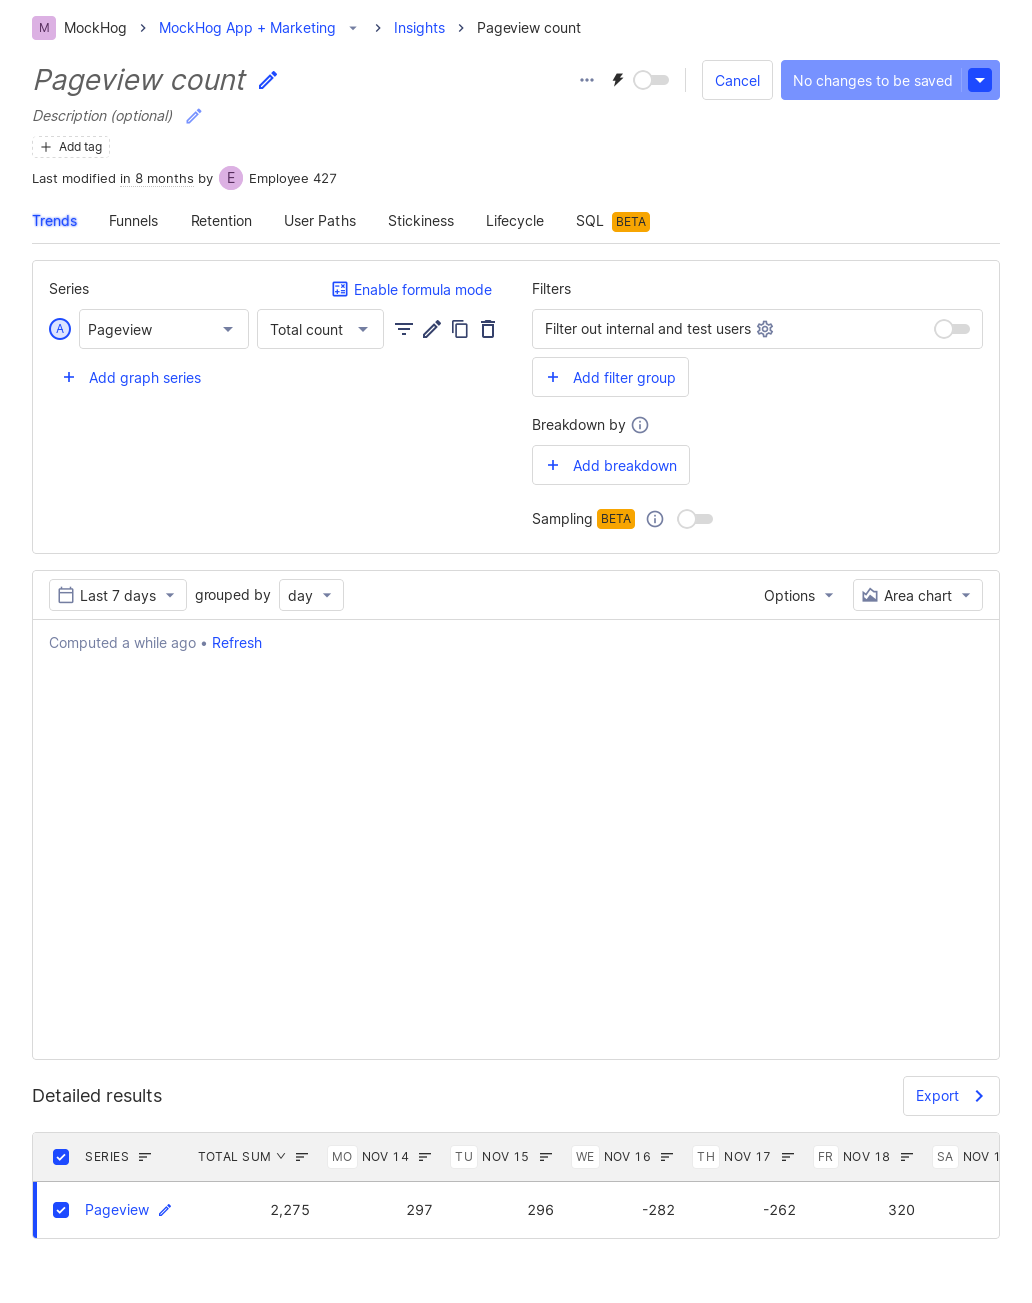 M MockHog > MockHog App + Marketing > Insights > Pageview count
Pageview count
Cancel
No changes to be saved
Description (optional)
Add tag
Last modified in 8 months by E Employee 427
Trends Funnels Retention User Paths Stickiness Lifecycle SQL BETA
Series
Enable formula mode
Filters
A Pageview Total count
Filter out internal and test users
Add graph series
Add filter group
Breakdown by
Add breakdown
Sampling BETA
Last 7 days grouped by day Options Area chart
Computed a while ago • Refresh
Detailed results
Export
SERIES TOTAL SUM MO NOV 14 TU NOV 15 WE NOV 16 TH NOV 17 FR NOV 18 SA NOV 1
Pageview 2,275 297 296 -282 -262 320